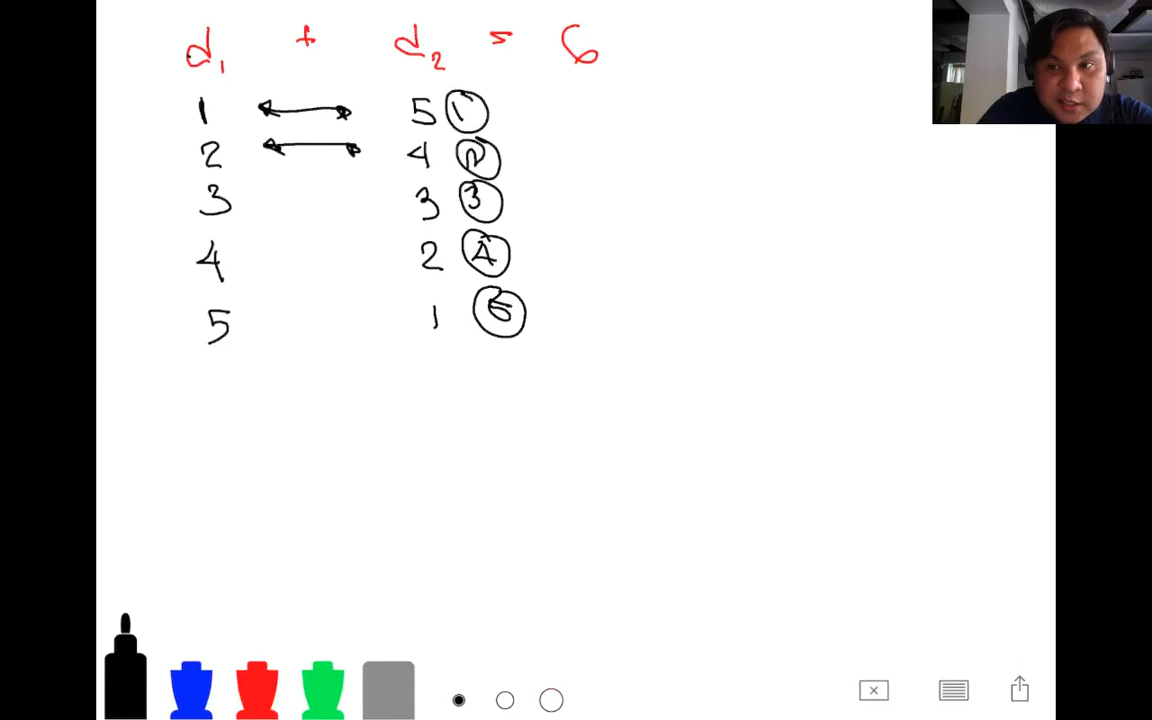 d₁ + d₂ = 6
1 5 1
2 4 2
3 3 3
4 2 4
5 1 5